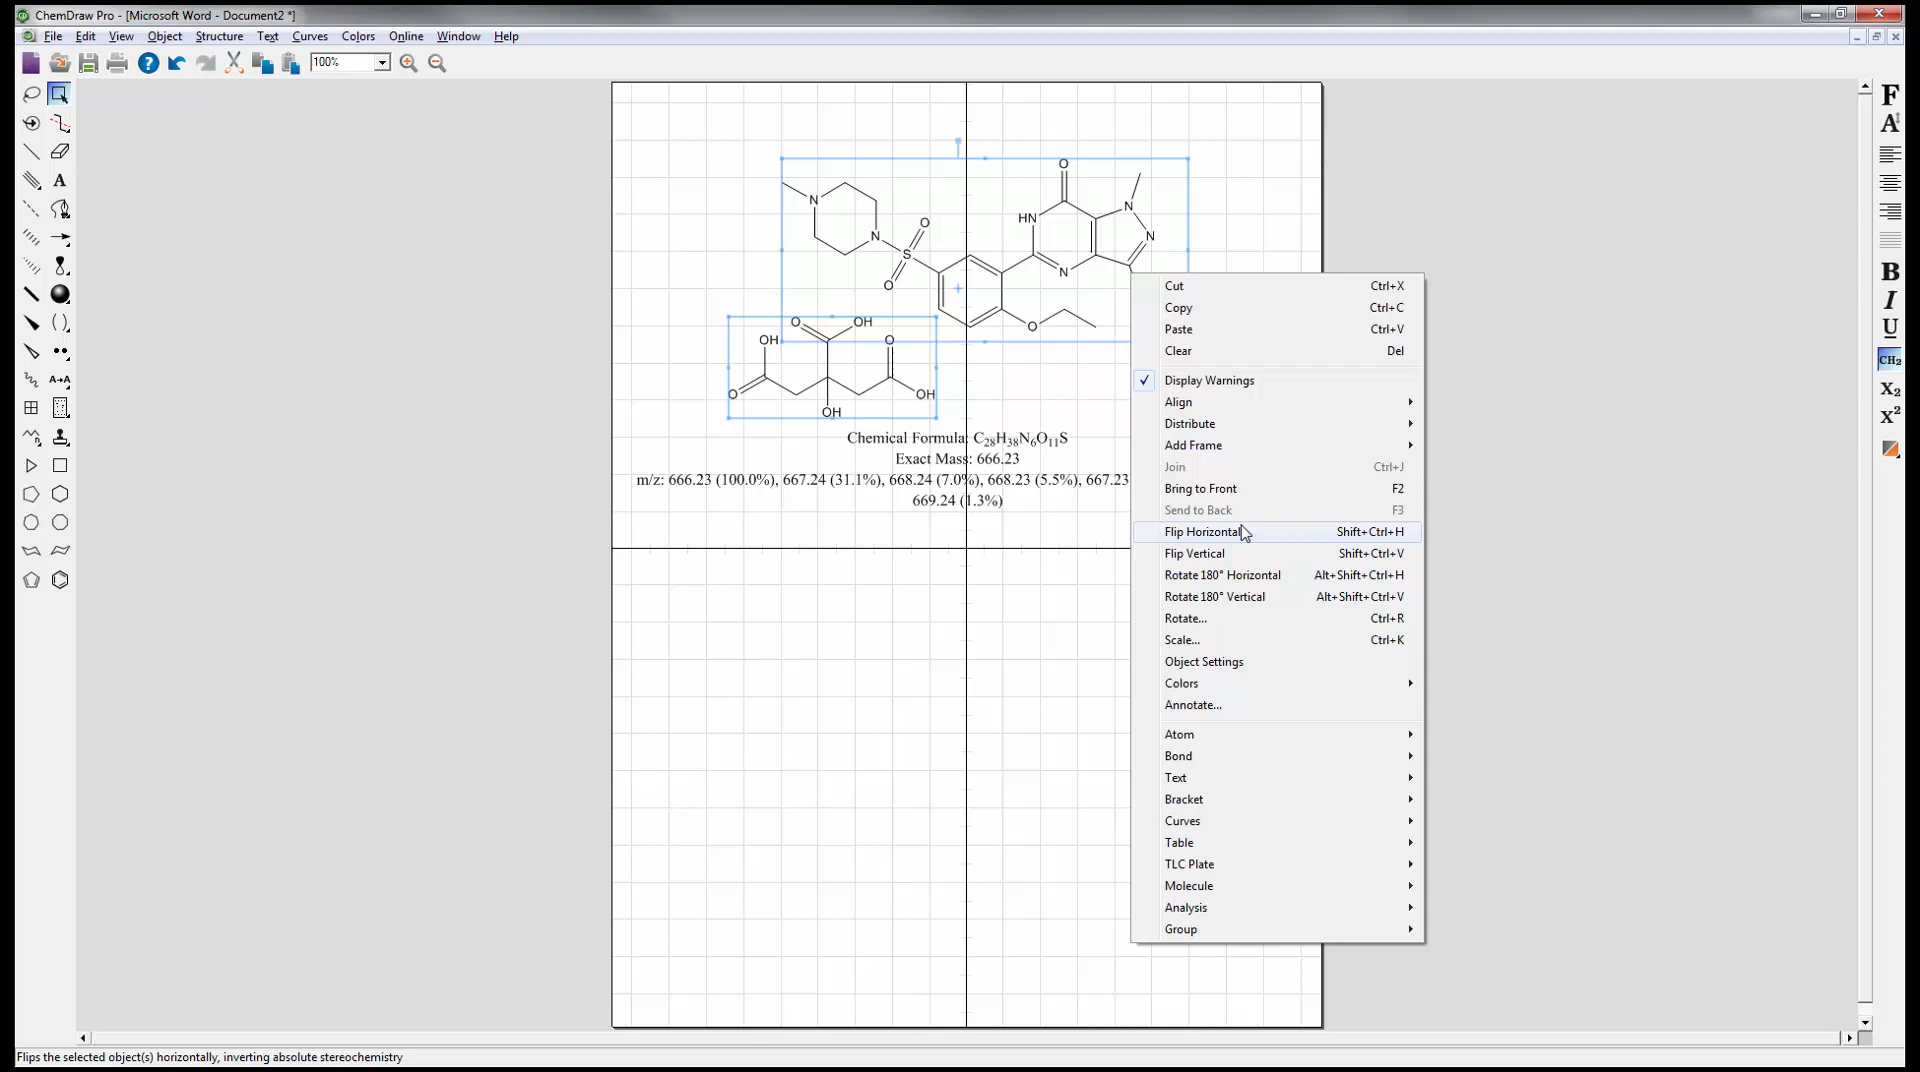 ChemDraw Pro - [Microsoft Word - Document2 *]
File Edit View Object Structure Text Curves Colors Online Window Help
100%
F
A
A
B
I
U
CH₂
X₂
X²
A→A
O
N
N
O
S
O
HN
O
N
N
N
O
O
OH
OH
O
O
OH
OH
Chemical Formula: C₂₈H₃₈N₆O₁₁S
Exact Mass: 666.23
m/z: 666.23 (100.0%), 667.24 (31.1%), 668.24 (7.0%), 668.23 (5.5%), 667.23
669.24 (1.3%)
Cut Ctrl+X
Copy Ctrl+C
Paste Ctrl+V
Clear Del
Display Warnings
Align
Distribute
Add Frame
Join Ctrl+J
Bring to Front F2
Send to Back F3
Flip Horizontal Shift+Ctrl+H
Flip Vertical Shift+Ctrl+V
Rotate 180° Horizontal Alt+Shift+Ctrl+H
Rotate 180° Vertical Alt+Shift+Ctrl+V
Rotate... Ctrl+R
Scale... Ctrl+K
Object Settings
Colors
Annotate...
Atom
Bond
Text
Bracket
Curves
Table
TLC Plate
Molecule
Analysis
Group
Flips the selected object(s) horizontally, inverting absolute stereochemistry